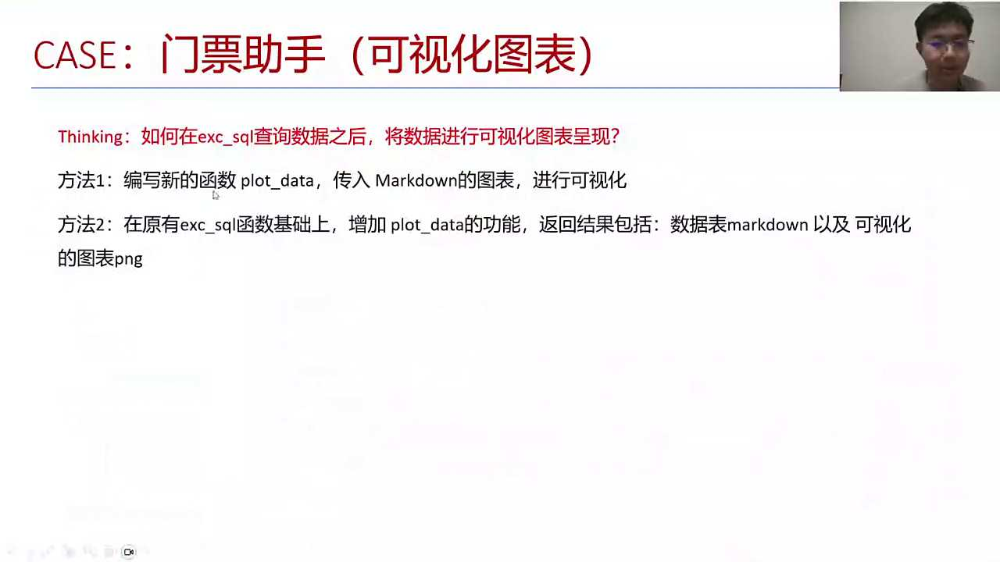 CASE：门票助手（可视化图表）
Thinking：如何在exc_sql查询数据之后，将数据进行可视化图表呈现？
方法1：编写新的函数 plot_data，传入 Markdown的图表，进行可视化
方法2：在原有exc_sql函数基础上，增加 plot_data的功能，返回结果包括：数据表markdown 以及 可视化
的图表png